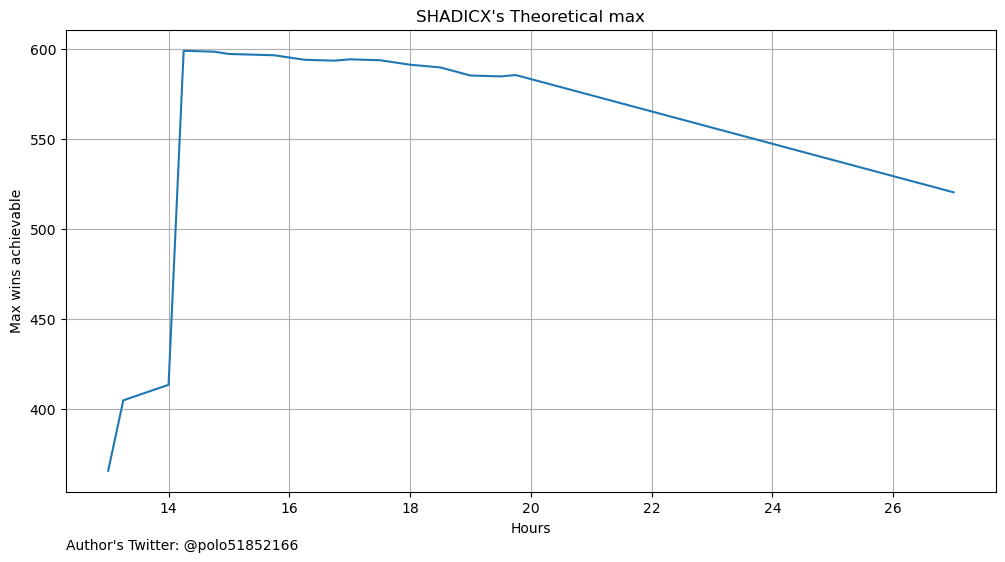 SHADICX's Theoretical max
Max wins achievable
600
550
500
450
400
14 16 18 20 22 24 26
Hours
Author's Twitter: @polo51852166